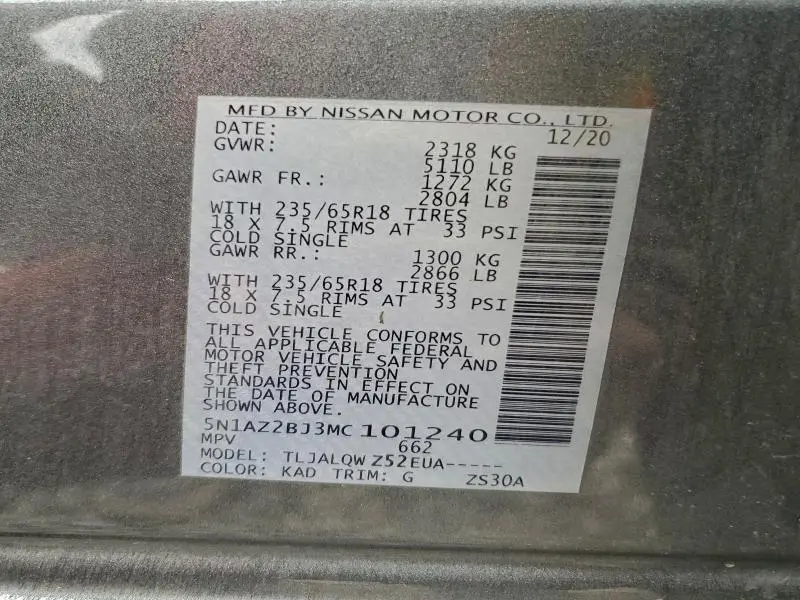 MFD BY NISSAN MOTOR CO., LTD.
DATE: 12/20
GVWR: 2318 KG
5110 LB
GAWR FR.: 1272 KG
2804 LB
WITH 235/65R18 TIRES
18 X 7.5 RIMS AT 33 PSI
COLD SINGLE
GAWR RR.: 1300 KG
2866 LB
WITH 235/65R18 TIRES
18 X 7.5 RIMS AT 33 PSI
COLD SINGLE
THIS VEHICLE CONFORMS TO
ALL APPLICABLE FEDERAL
MOTOR VEHICLE SAFETY AND
THEFT PREVENTION
STANDARDS IN EFFECT ON
THE DATE OF MANUFACTURE
SHOWN ABOVE.
5N1AZ2BJ3MC 101240
MPV 662
MODEL: TLJALQW Z52EUA-----
COLOR: KAD TRIM: G ZS30A